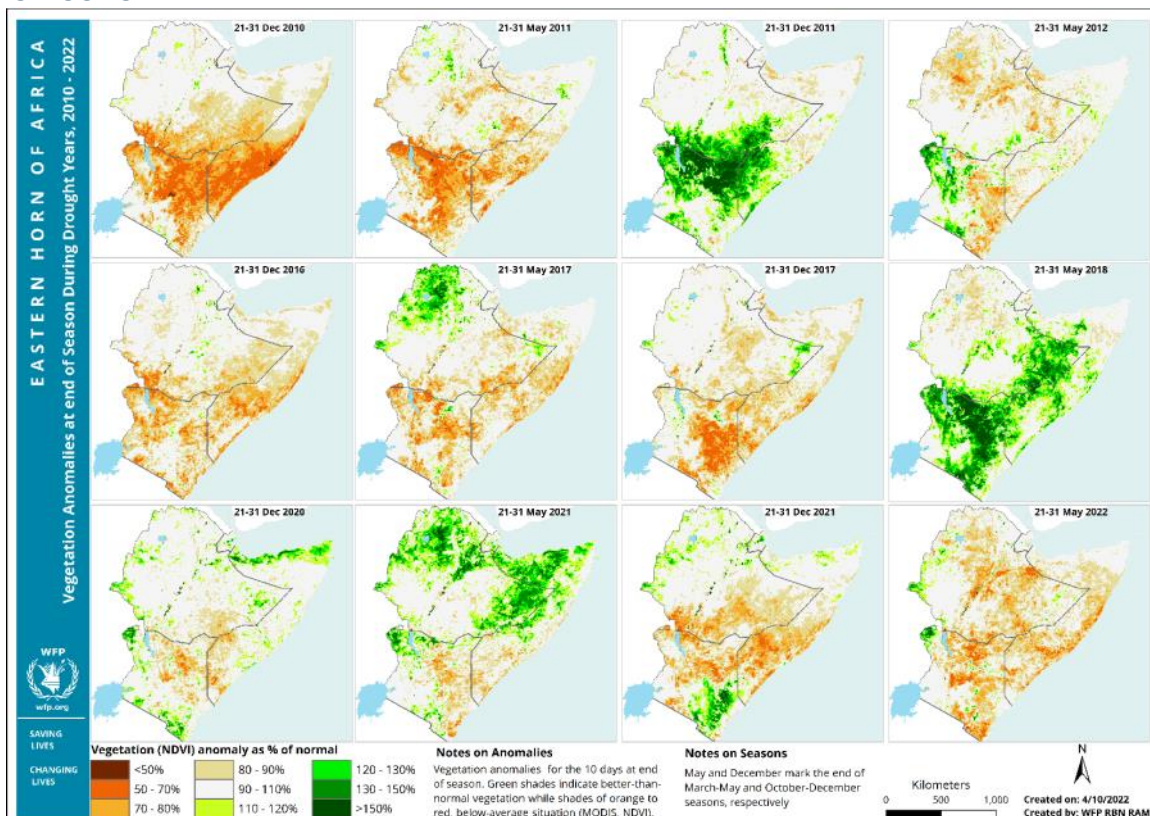 EASTERN HORN OF AFRICA
Vegetation Anomalies at end of Season During Drought Years, 2010 - 2022
21-31 Dec 2010
21-31 May 2011
21-31 Dec 2011
21-31 May 2012
21-31 Dec 2016
21-31 May 2017
21-31 Dec 2017
21-31 May 2018
21-31 Dec 2020
21-31 May 2021
21-31 Dec 2021
21-31 May 2022
WFP
wfp.org
SAVING
LIVES
CHANGING
LIVES
Vegetation (NDVI) anomaly as % of normal
<50%
50 - 70%
70 - 80%
80 - 90%
90 - 110%
110 - 120%
120 - 130%
130 - 150%
>150%
Notes on Anomalies
Vegetation anomalies for the 10 days at end
of season. Green shades indicate better-than-
normal vegetation while shades of orange to
red, below-average situation (MODIS, NDVI).
Notes on Seasons
May and December mark the end of
March-May and October-December
seasons, respectively
Kilometers
0 500 1,000
N
Created on: 4/10/2022
Created by: WFP RBN RAM